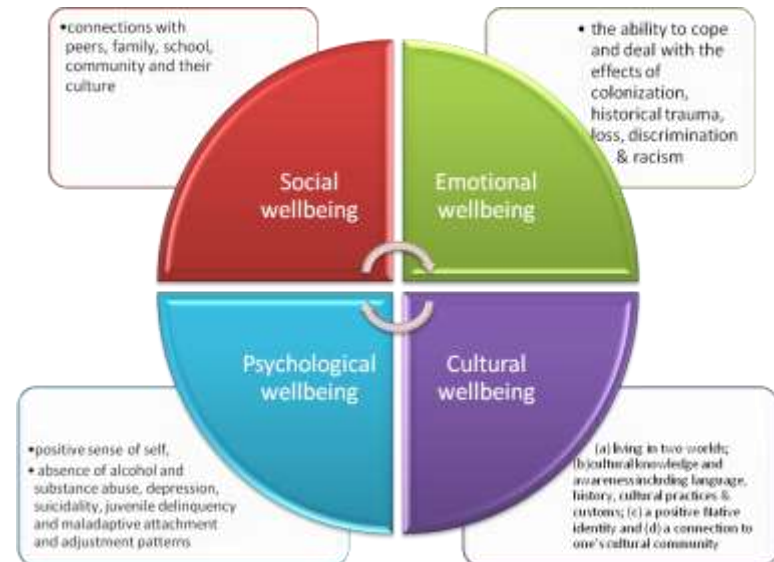 •connections with
peers, family, school,
community and their
culture
• the ability to cope
and deal with the
effects of
colonization,
historical trauma,
loss, discrimination
& racism
Social
wellbeing
Emotional
wellbeing
Psychological
wellbeing
Cultural
wellbeing
•positive sense of self,
• absence of alcohol and
substance abuse, depression,
suicidality, juvenile delinquency
and maladaptive attachment
and adjustment patterns
(a) living in two worlds;
(b)cultural knowledge and
awareness including language,
history, cultural practices &
customs; (c) a positive Native
identity and (d) a connection to
one's cultural community